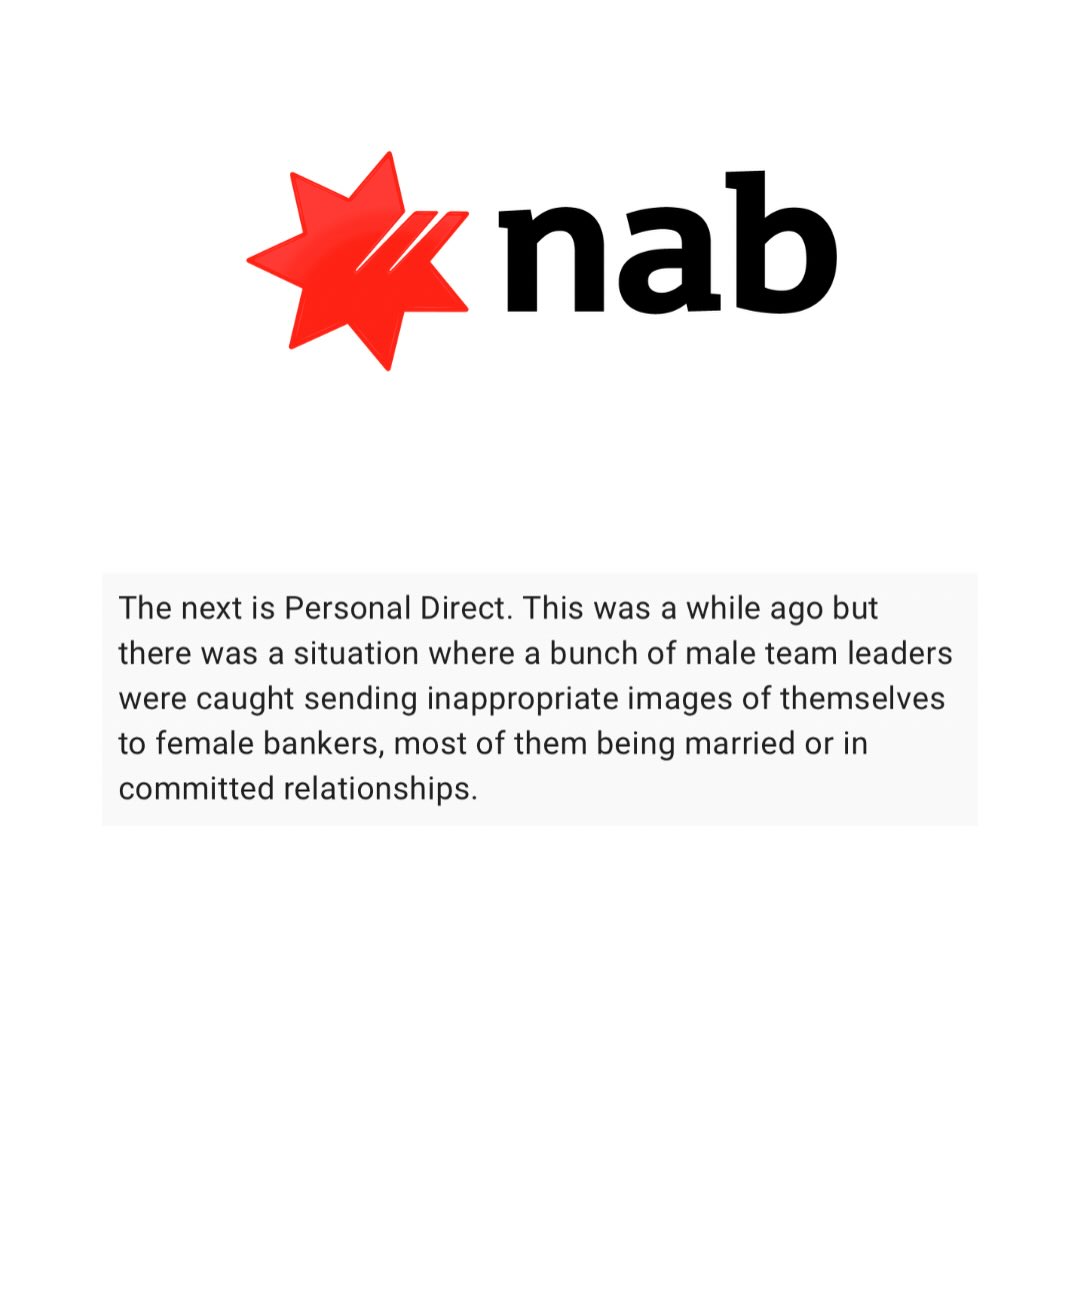 nab
The next is Personal Direct. This was a while ago but
there was a situation where a bunch of male team leaders
were caught sending inappropriate images of themselves
to female bankers, most of them being married or in
committed relationships.